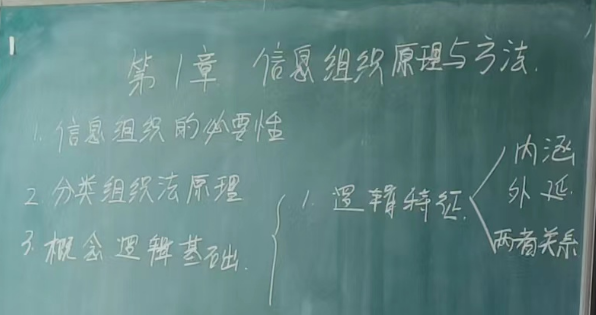 第1章 信息组织原理与方法.
1. 信息组织的必要性
2 分类组织法原理
3. 概念逻辑基础.
1. 逻辑特征.
内涵
外延
两者关系